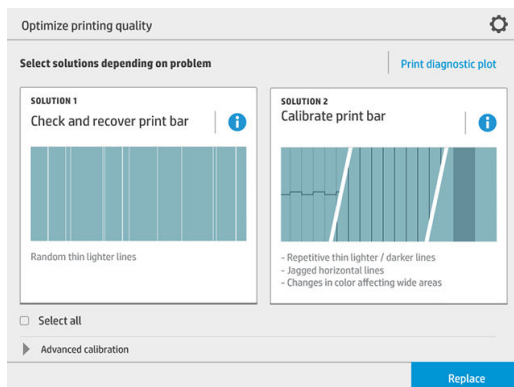 Optimize printing quality
Select solutions depending on problem
Print diagnostic plot
SOLUTION 1
Check and recover print bar
Random thin lighter lines
SOLUTION 2
Calibrate print bar
- Repetitive thin lighter / darker lines
- Jagged horizontal lines
- Changes in color affecting wide areas
Select all
Advanced calibration
Replace